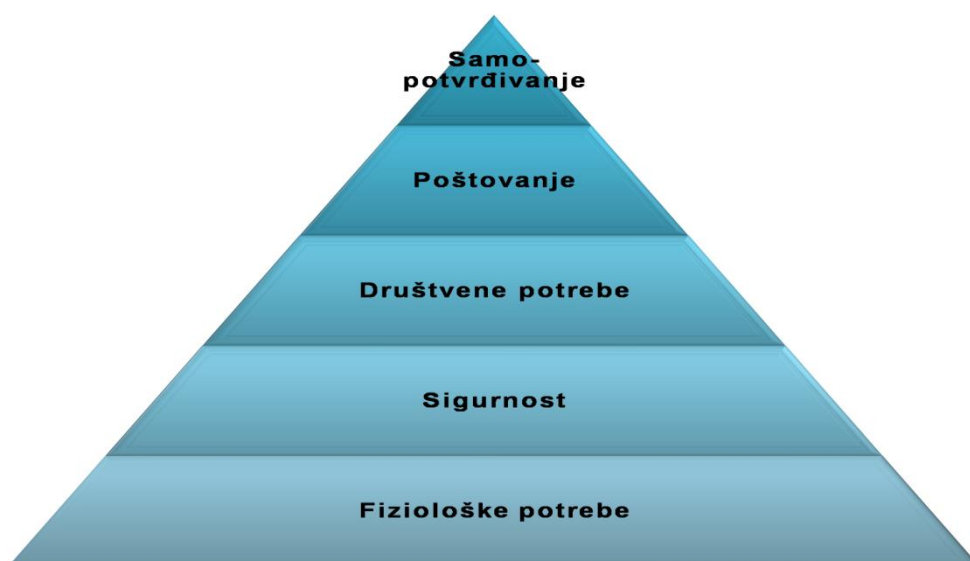 Samo-
potvrđivanje
Poštovanje
Društvene potrebe
Sigurnost
Fiziološke potrebe